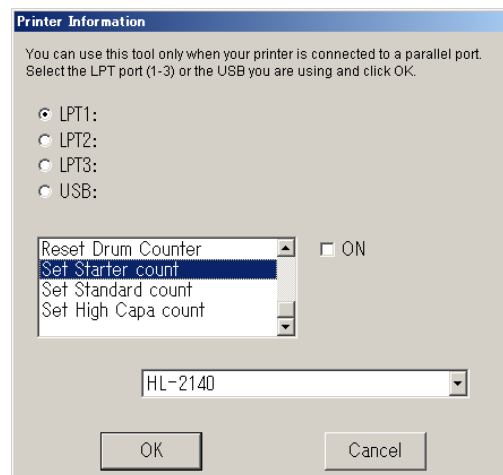 Printer Information
You can use this tool only when your printer is connected to a parallel port.
Select the LPT port (1-3) or the USB you are using and click OK.
LPT1:
LPT2:
LPT3:
USB:
Reset Drum Counter
ON
Set Starter count
Set Standard count
Set High Capa count
HL-2140
OK
Cancel